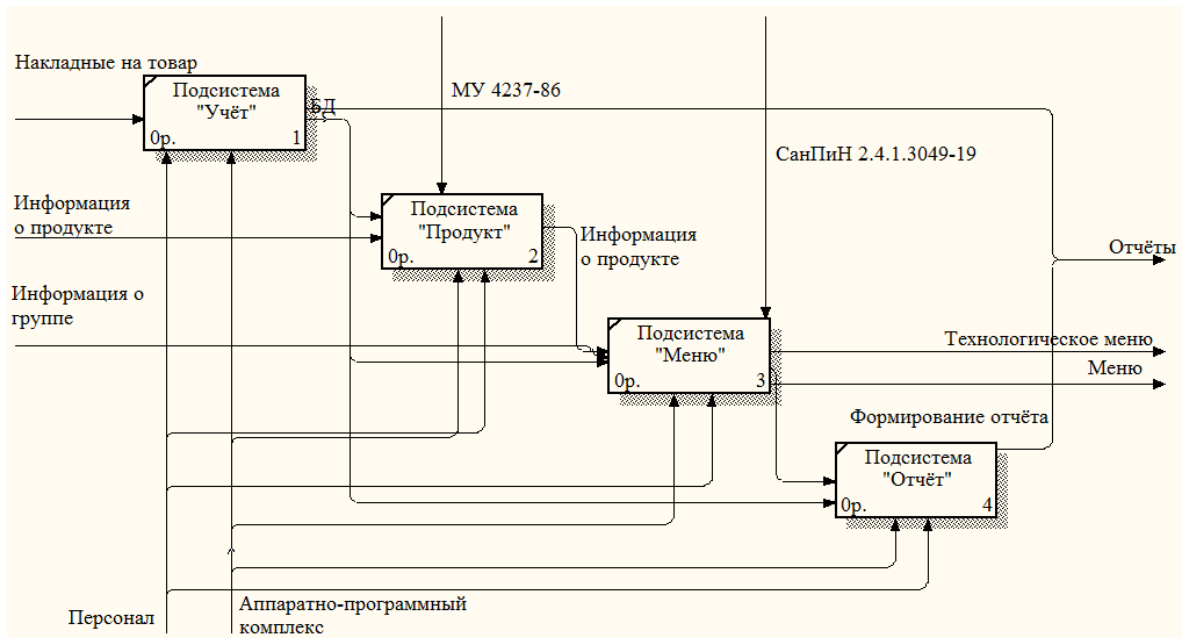 Накладные на товар
Подсистема
"Учёт"
0р. 1
БД
МУ 4237-86
СанПиН 2.4.1.3049-19
Информация
о продукте
Подсистема
"Продукт"
0р. 2
Информация
о продукте
Отчёты
Информация о
группе
Подсистема
"Меню"
0р. 3
Технологическое меню
Меню
Формирование отчёта
Подсистема
"Отчёт"
0р. 4
Персонал
Аппаратно-программный
комплекс